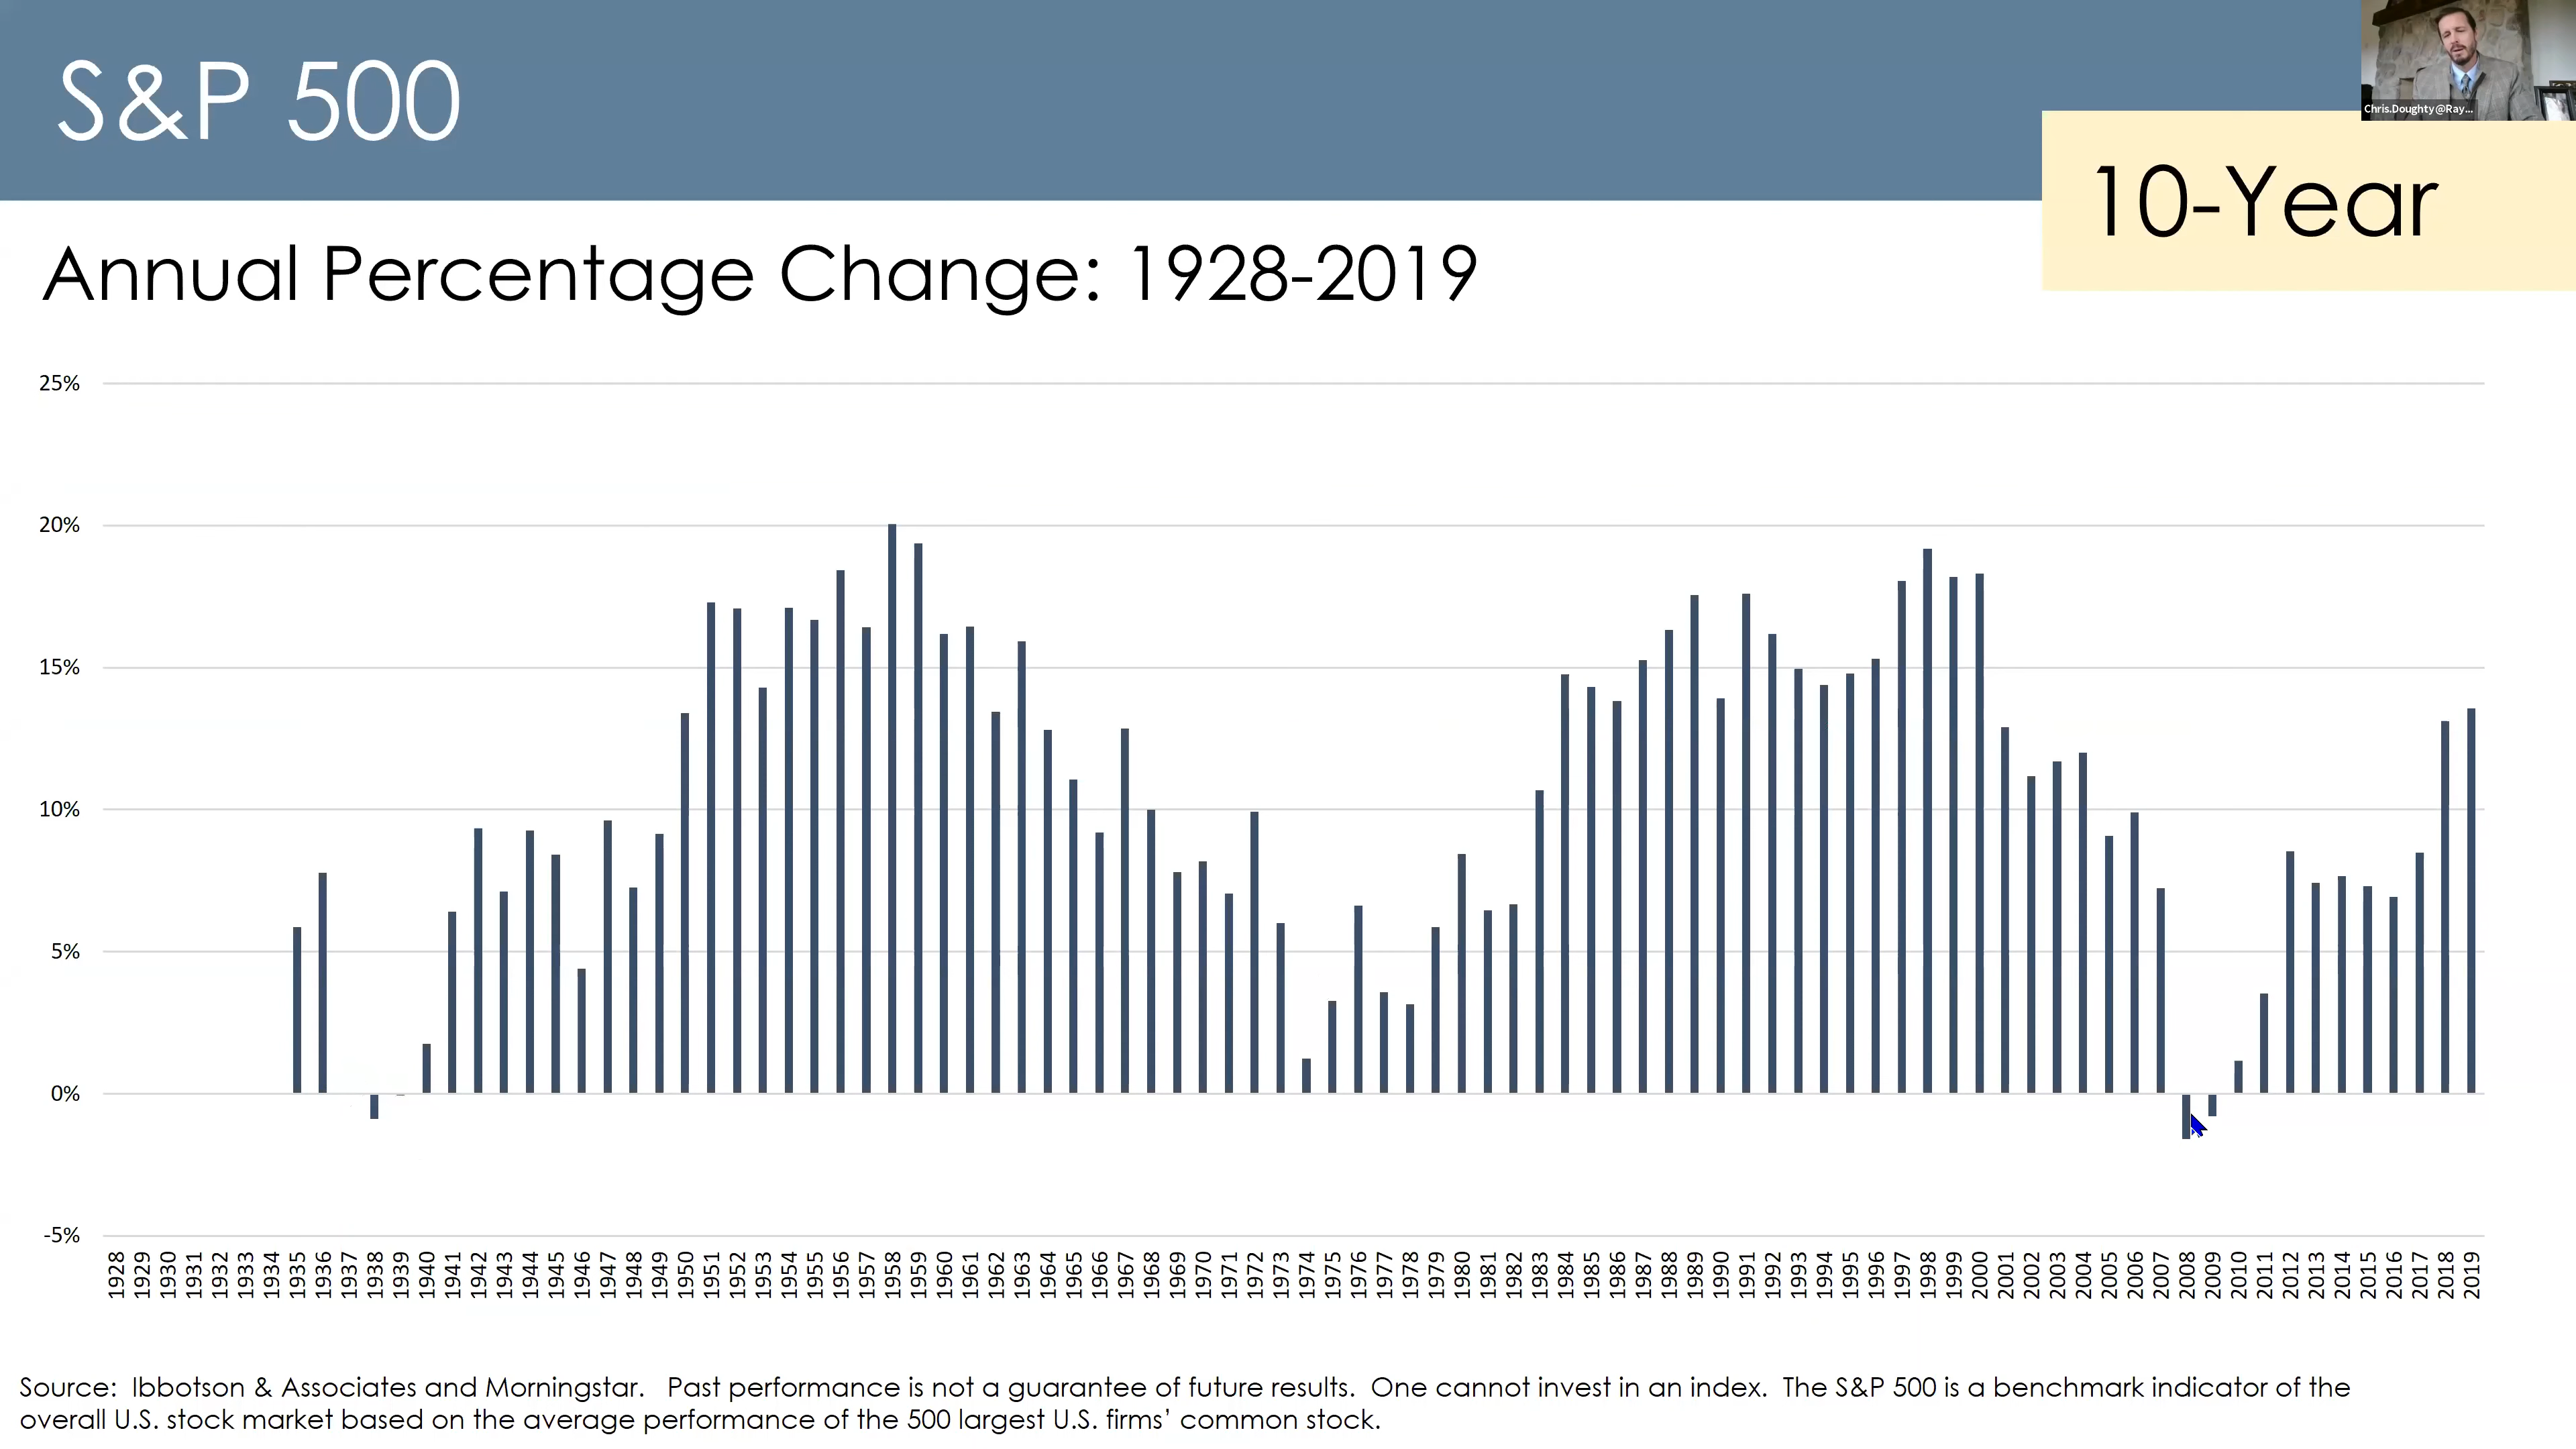 S&P 500
Chris.Doughty@Ray...
10-Year
Annual Percentage Change: 1928-2019
25%
20%
15%
10%
5%
0%
-5%
1928 1929 1930 1931 1932 1933 1934 1935 1936 1937 1938 1939 1940 1941 1942 1943 1944 1945 1946 1947 1948 1949 1950 1951 1952 1953 1954 1955 1956 1957 1958 1959 1960 1961 1962 1963 1964 1965 1966 1967 1968 1969 1970 1971 1972 1973 1974 1975 1976 1977 1978 1979 1980 1981 1982 1983 1984 1985 1986 1987 1988 1989 1990 1991 1992 1993 1994 1995 1996 1997 1998 1999 2000 2001 2002 2003 2004 2005 2006 2007 2008 2009 2010 2011 2012 2013 2014 2015 2016 2017 2018 2019
Source: Ibbotson & Associates and Morningstar. Past performance is not a guarantee of future results. One cannot invest in an index. The S&P 500 is a benchmark indicator of the
overall U.S. stock market based on the average performance of the 500 largest U.S. firms’ common stock.